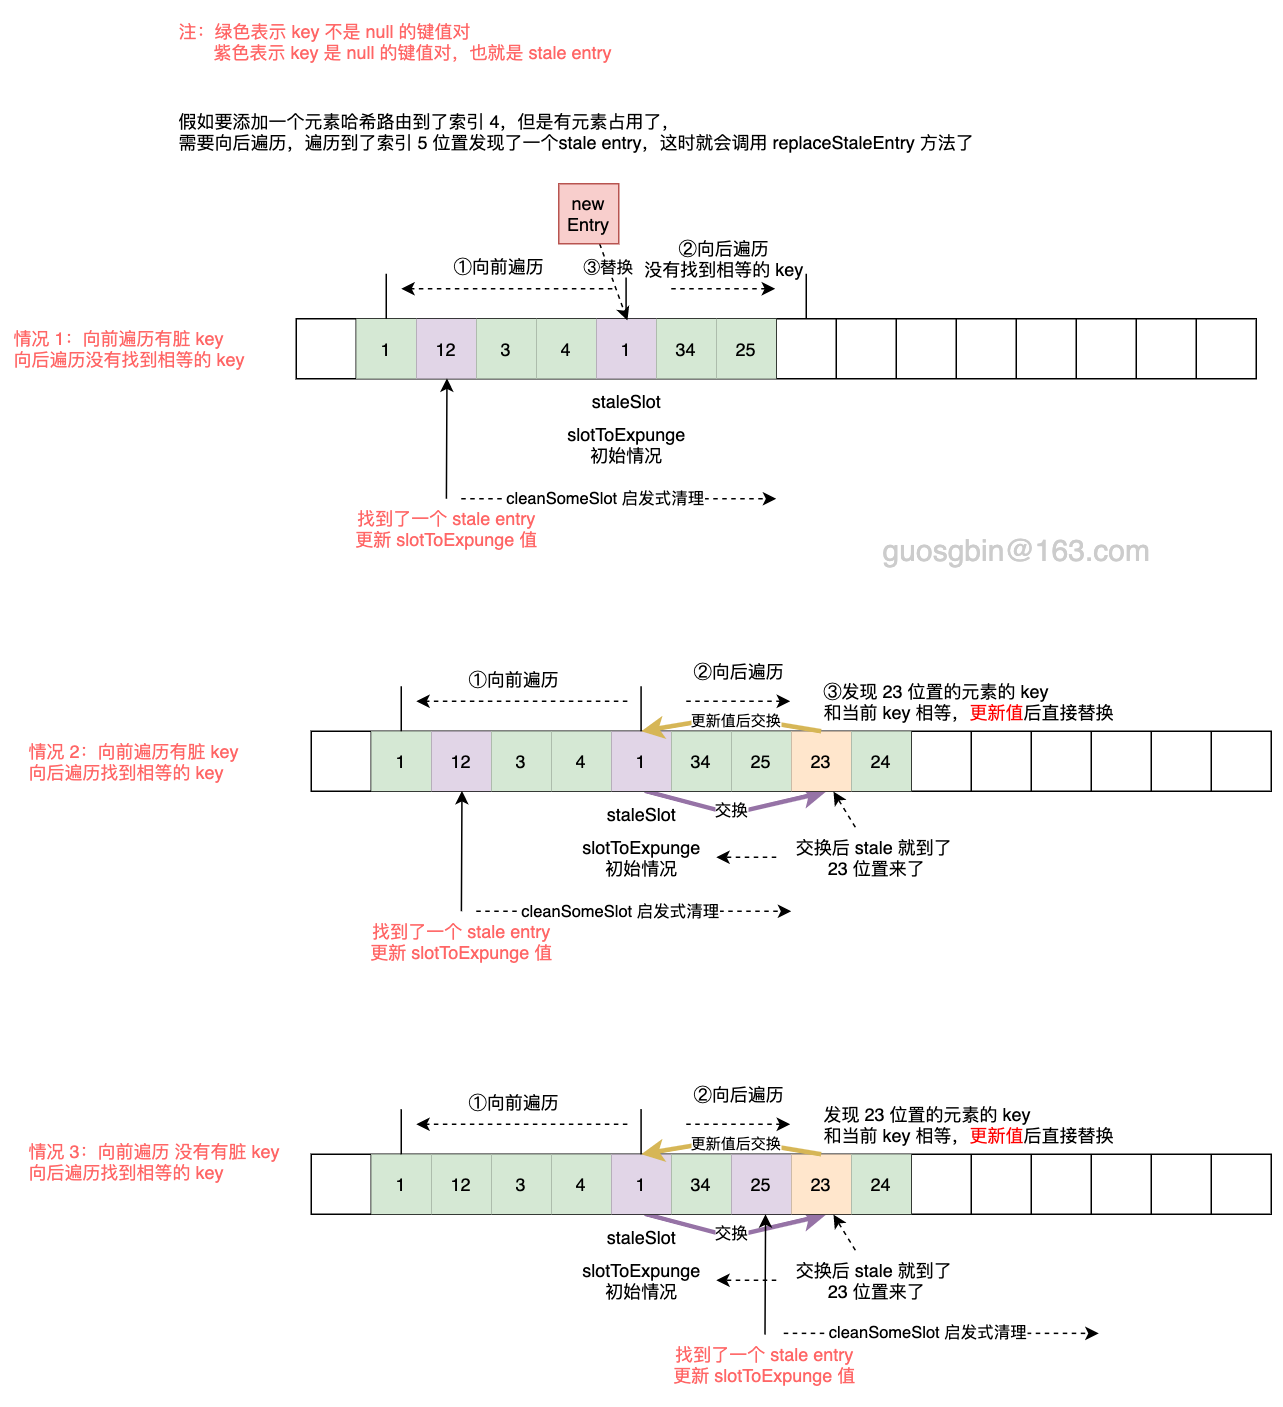 注：绿色表示 key 不是 null 的键值对
紫色表示 key 是 null 的键值对，也就是 stale entry
假如要添加一个元素哈希路由到了索引 4，但是有元素占用了，
需要向后遍历，遍历到了索引 5 位置发现了一个stale entry，这时就会调用 replaceStaleEntry 方法了
new
Entry
①向前遍历
③替换
②向后遍历
没有找到相等的 key
情况 1：向前遍历有脏 key
向后遍历没有找到相等的 key
1 12 3 4 1 34 25
staleSlot
slotToExpunge
初始情况
cleanSomeSlot 启发式清理
找到了一个 stale entry
更新 slotToExpunge 值
guosgbin@163.com
①向前遍历
②向后遍历
③发现 23 位置的元素的 key
和当前 key 相等，更新值后直接替换
更新值后交换
情况 2：向前遍历有脏 key
向后遍历找到相等的 key
1 12 3 4 1 34 25 23 24
交换
staleSlot
slotToExpunge
初始情况
交换后 stale 就到了
23 位置来了
cleanSomeSlot 启发式清理
找到了一个 stale entry
更新 slotToExpunge 值
①向前遍历
②向后遍历
发现 23 位置的元素的 key
和当前 key 相等，更新值后直接替换
更新值后交换
情况 3：向前遍历 没有有脏 key
向后遍历找到相等的 key
1 12 3 4 1 34 25 23 24
交换
staleSlot
slotToExpunge
初始情况
交换后 stale 就到了
23 位置来了
cleanSomeSlot 启发式清理
找到了一个 stale entry
更新 slotToExpunge 值